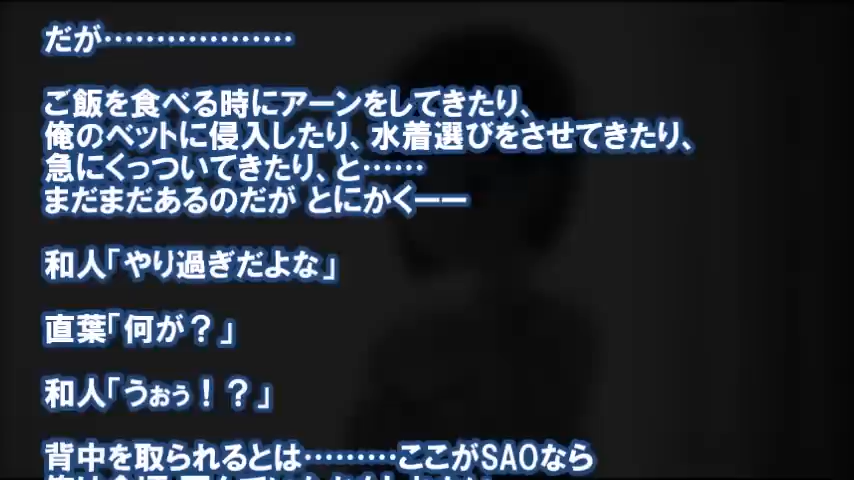 だが………………
ご飯を食べる時にアーンをしてきたり、
俺のベットに侵入したり、水着選びをさせてきたり、
急にくっついてきたり、と……
まだまだあるのだが とにかくーー
和人「やり過ぎだよな」
直葉「何が？」
和人「うぉぅ！？」
背中を取られるとは………ここがSAOなら